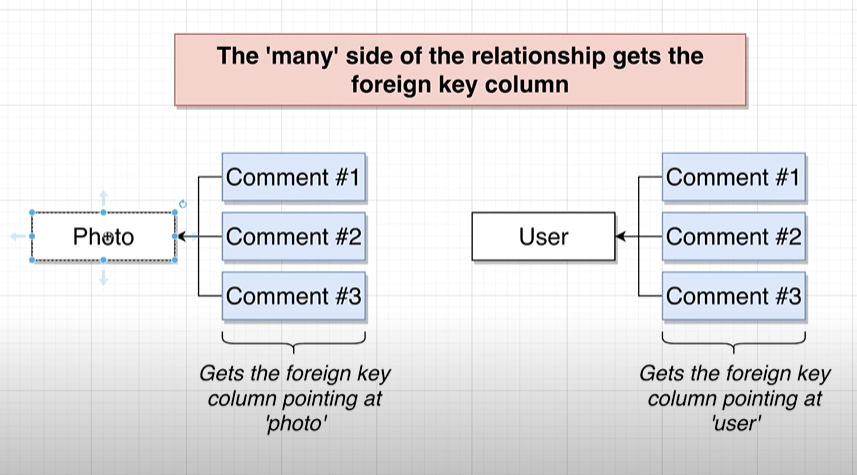 The 'many' side of the relationship gets the
foreign key column
Photo
Comment #1
Comment #2
Comment #3
Gets the foreign key
column pointing at
'photo'
User
Comment #1
Comment #2
Comment #3
Gets the foreign key
column pointing at
'user'